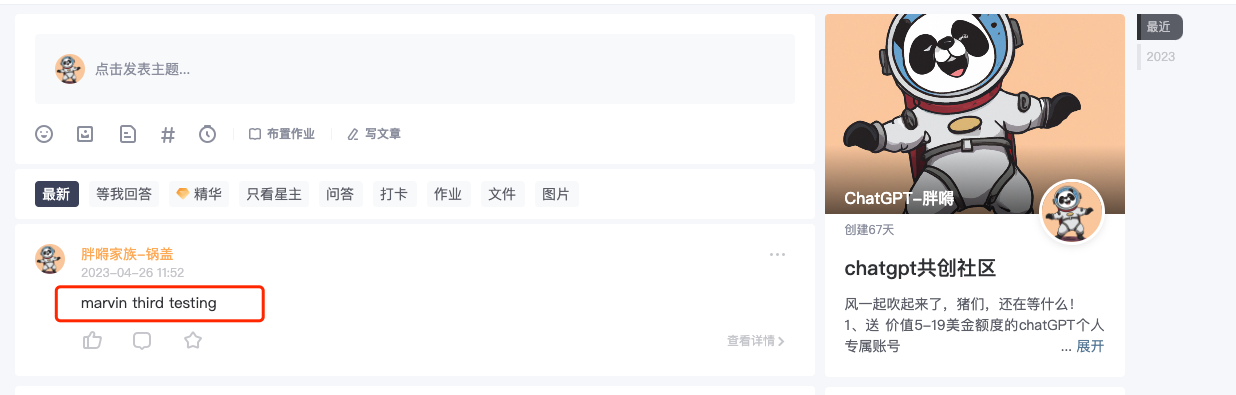 点击发表主题...
布置作业
写文章
最新
等我回答
精华
只看星主
问答
打卡
作业
文件
图片
胖嘚家族-锅盖
2023-04-26 11:52
marvin third testing
查看详情
ChatGPT-胖嘚
创建67天
chatgpt共创社区
风一起吹起来了，猪们，还在等什么！
1、送 价值5-19美金额度的chatGPT个人
专属账号 ... 展开
最近
2023